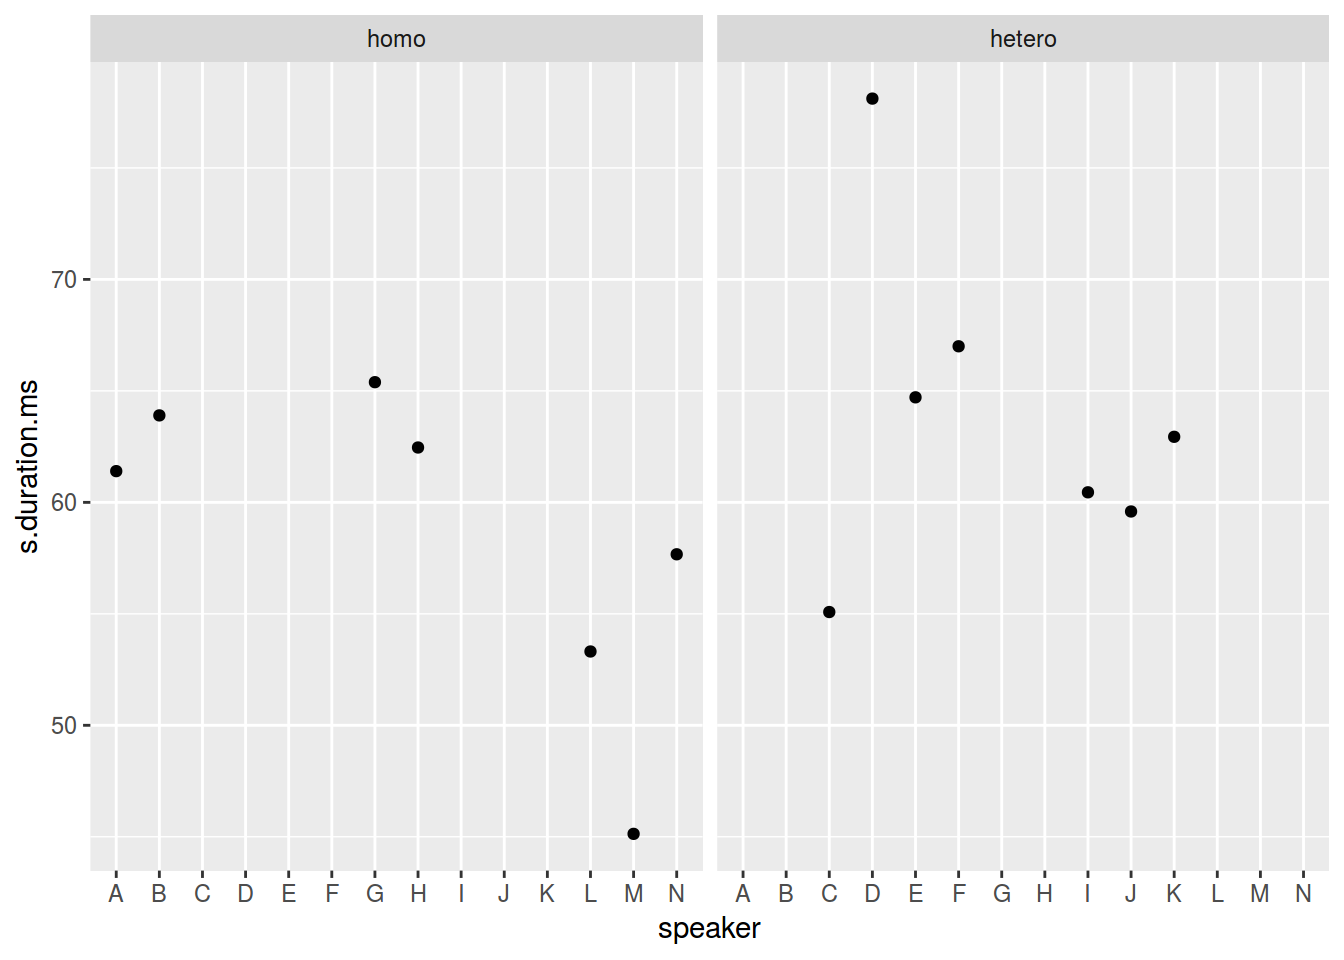 homo hetero
70
60
50
s.duration.ms
A B C D E F G H I J K L M N A B C D E F G H I J K L M N
speaker